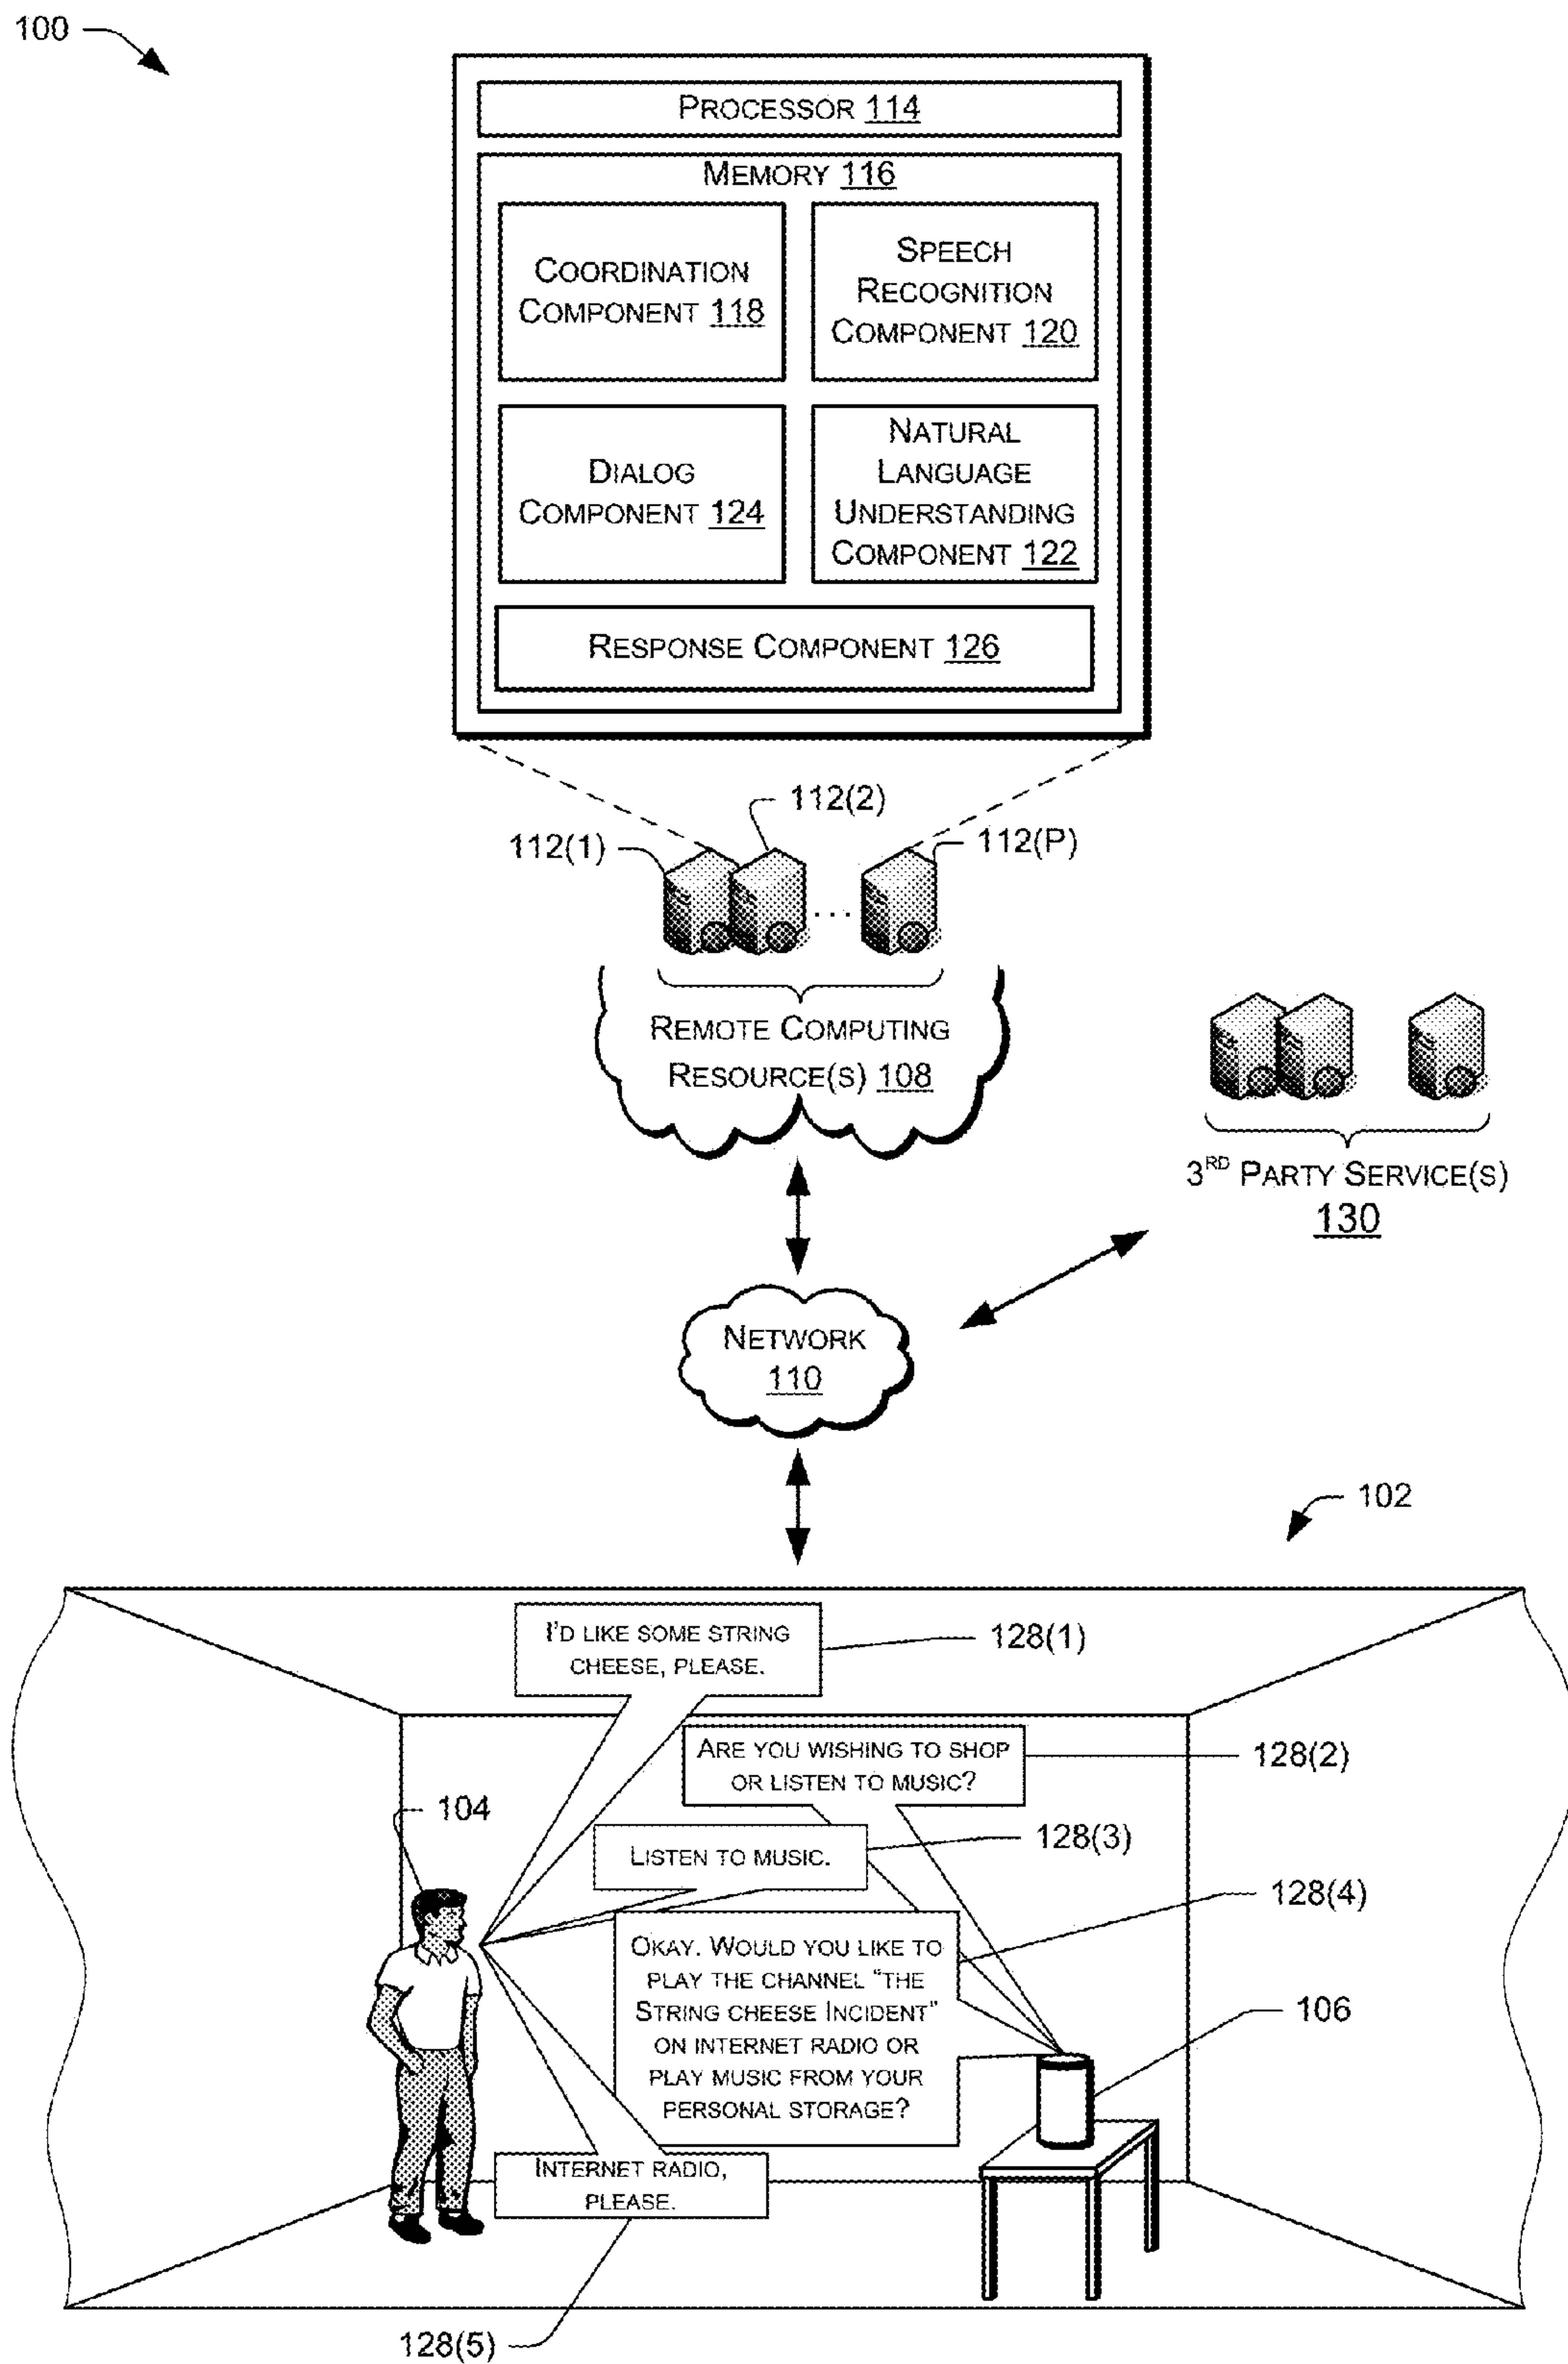 100
PROCESSOR 114
MEMORY 116
COORDINATION
COMPONENT 118
SPEECH
RECOGNITION
COMPONENT 120
DIALOG
COMPONENT 124
NATURAL
LANGUAGE
UNDERSTANDING
COMPONENT 122
RESPONSE COMPONENT 126
112(1)
112(2)
112(P)
...
REMOTE COMPUTING
RESOURCE(S) 108
3RD PARTY SERVICE(S)
130
NETWORK
110
102
I'D LIKE SOME STRING
CHEESE, PLEASE.
128(1)
ARE YOU WISHING TO SHOP
OR LISTEN TO MUSIC?
128(2)
104
LISTEN TO MUSIC.
128(3)
128(4)
OKAY. WOULD YOU LIKE TO
PLAY THE CHANNEL "THE
STRING CHEESE INCIDENT"
ON INTERNET RADIO OR
PLAY MUSIC FROM YOUR
PERSONAL STORAGE?
106
INTERNET RADIO,
PLEASE.
128(5)